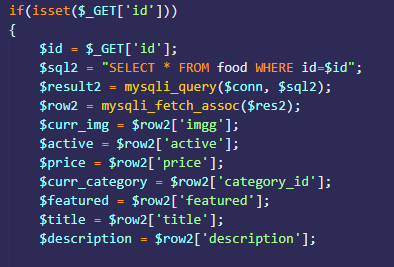 if(isset($_GET['id']))
{
$id = $_GET['id'];
$sql2 = "SELECT * FROM food WHERE id=$id";
$result2 = mysqli_query($conn, $sql2);
$row2 = mysqli_fetch_assoc($res2);
$curr_img = $row2['imgg'];
$active = $row2['active'];
$price = $row2['price'];
$curr_category = $row2['category_id'];
$featured = $row2['featured'];
$title = $row2['title'];
$description = $row2['description'];